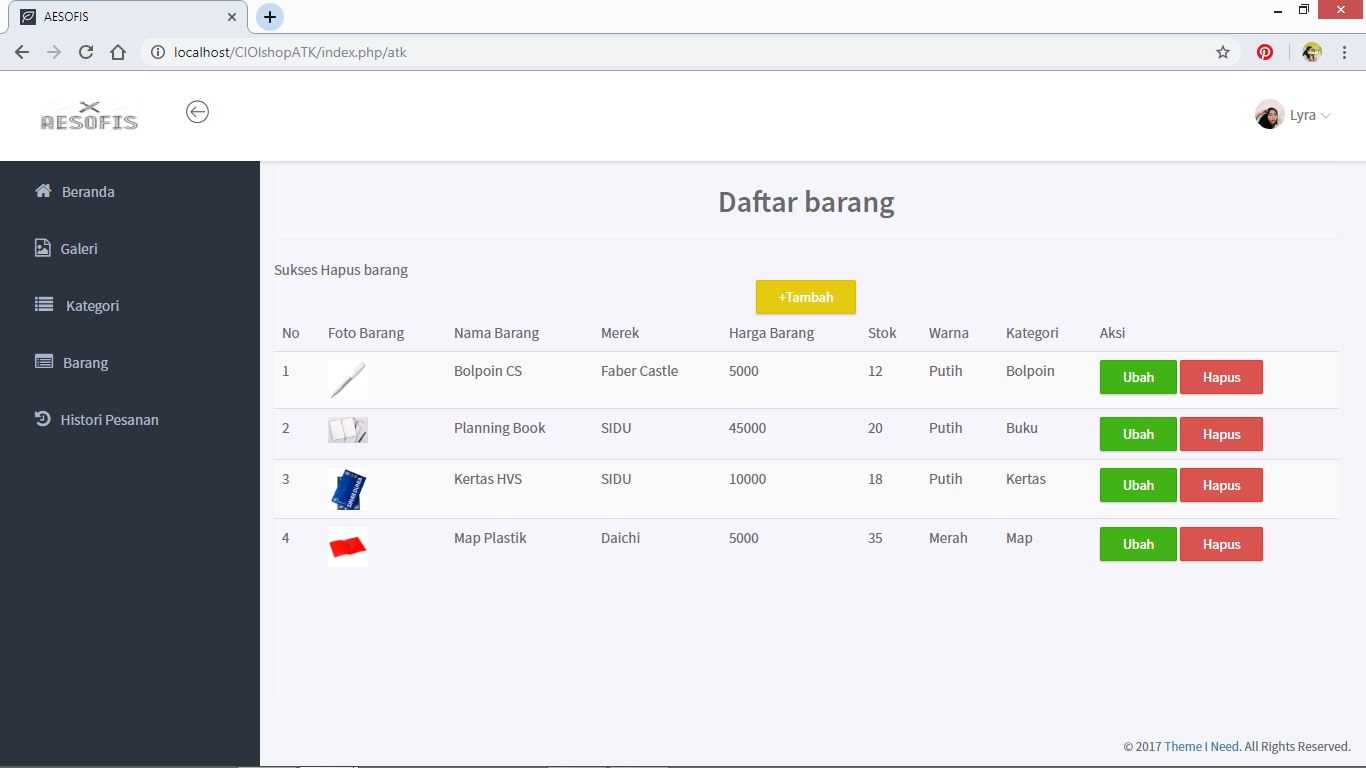 AESOFIS
localhost/CIOlshopATK/index.php/atk
AESOFIS
Lyra
Beranda
Galeri
Kategori
Barang
Histori Pesanan
Daftar barang
Sukses Hapus barang
+Tambah
No Foto Barang Nama Barang Merek Harga Barang Stok Warna Kategori Aksi
1 Bolpoin CS Faber Castle 5000 12 Putih Bolpoin Ubah Hapus
2 Planning Book SIDU 45000 20 Putih Buku Ubah Hapus
3 Kertas HVS SIDU 10000 18 Putih Kertas Ubah Hapus
4 Map Plastik Daichi 5000 35 Merah Map Ubah Hapus
© 2017 Theme I Need. All Rights Reserved.